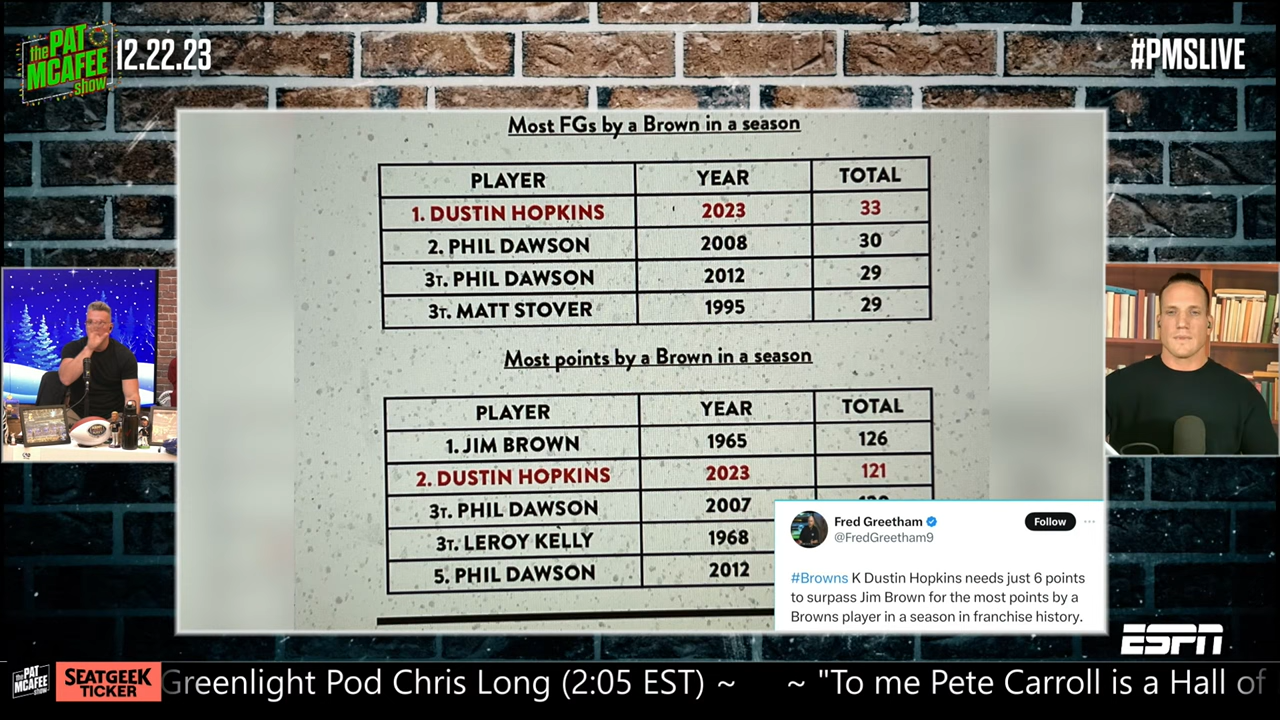 the PAT MCAFEE show
12.22.23
#PMSLIVE
Most FGs by a Brown in a season
PLAYER YEAR TOTAL
1. DUSTIN HOPKINS 2023 33
2. PHIL DAWSON 2008 30
3T. PHIL DAWSON 2012 29
3T. MATT STOVER 1995 29
Most points by a Brown in a season
PLAYER YEAR TOTAL
1. JIM BROWN 1965 126
2. DUSTIN HOPKINS 2023 121
3T. PHIL DAWSON 2007
3T. LEROY KELLY 1968
5. PHIL DAWSON 2012
Fred Greetham
@FredGreetham9
Follow
#Browns K Dustin Hopkins needs just 6 points
to surpass Jim Brown for the most points by a
Browns player in a season in franchise history.
ESPN
the PAT MCAFEE show
SEATGEEK
TICKER
Greenlight Pod Chris Long (2:05 EST) ~ ~ "To me Pete Carroll is a Hall of